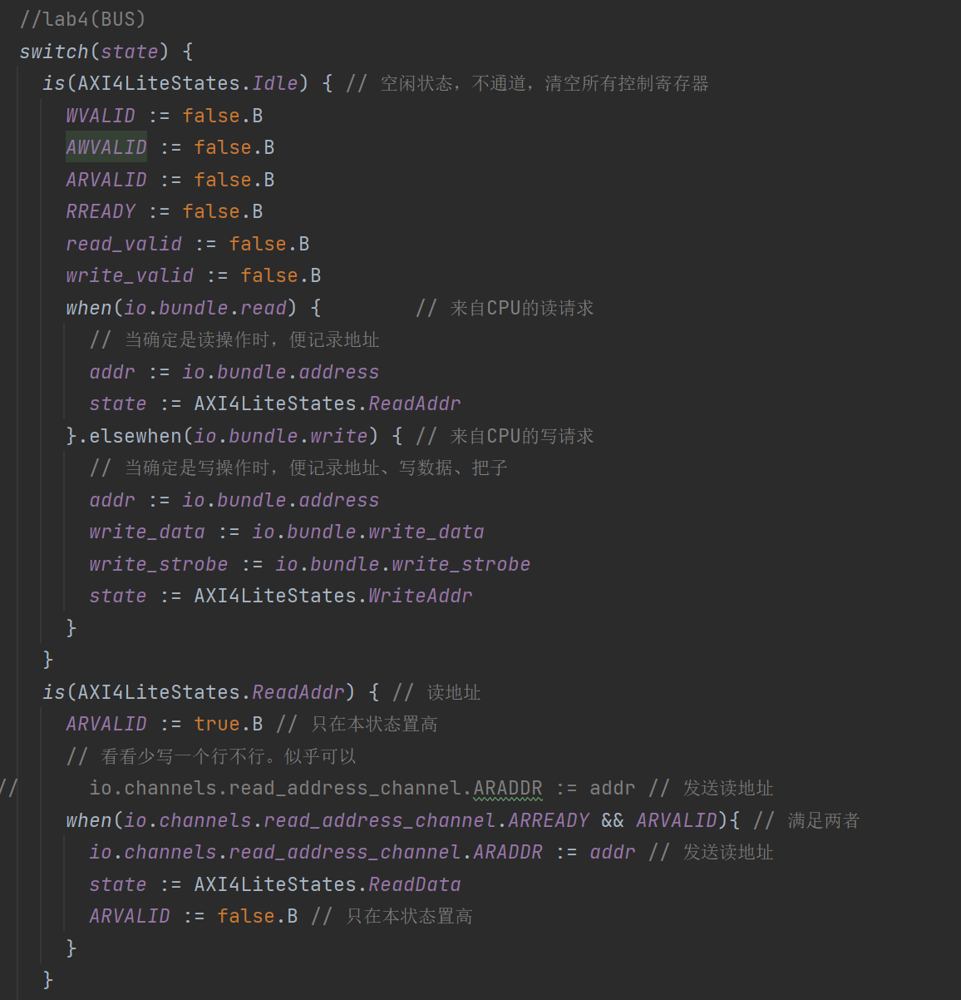 //lab4(BUS)
switch(state) {
is(AXI4LiteStates.Idle) { // 空闲状态，不通道，清空所有控制寄存器
WVALID := false.B
AWVALID := false.B
ARVALID := false.B
RREADY := false.B
read_valid := false.B
write_valid := false.B
when(io.bundle.read) { // 来自CPU的读请求
// 当确定是读操作时，便记录地址
addr := io.bundle.address
state := AXI4LiteStates.ReadAddr
}.elsewhen(io.bundle.write) { // 来自CPU的写请求
// 当确定是写操作时，便记录地址、写数据、把子
addr := io.bundle.address
write_data := io.bundle.write_data
write_strobe := io.bundle.write_strobe
state := AXI4LiteStates.WriteAddr
}
}
is(AXI4LiteStates.ReadAddr) { // 读地址
ARVALID := true.B // 只在本状态置高
// 看看少写一个行不行。似乎可以
// io.channels.read_address_channel.ARADDR := addr // 发送读地址
when(io.channels.read_address_channel.ARREADY && ARVALID){ // 满足两者
io.channels.read_address_channel.ARADDR := addr // 发送读地址
state := AXI4LiteStates.ReadData
ARVALID := false.B // 只在本状态置高
}
}